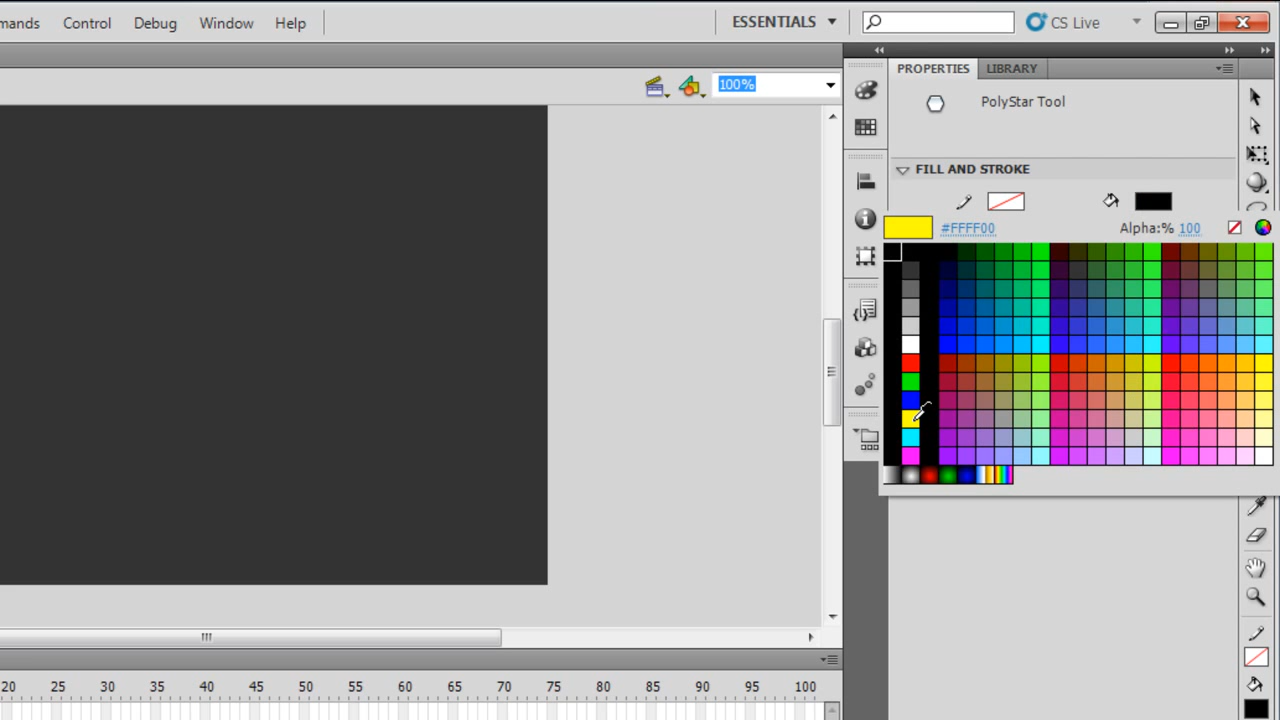 mands Control Debug Window Help ESSENTIALS CS Live
100%
PROPERTIES LIBRARY
PolyStar Tool
FILL AND STROKE
#FFFF00 Alpha:% 100
20 25 30 35 40 45 50 55 60 65 70 75 80 85 90 95 100